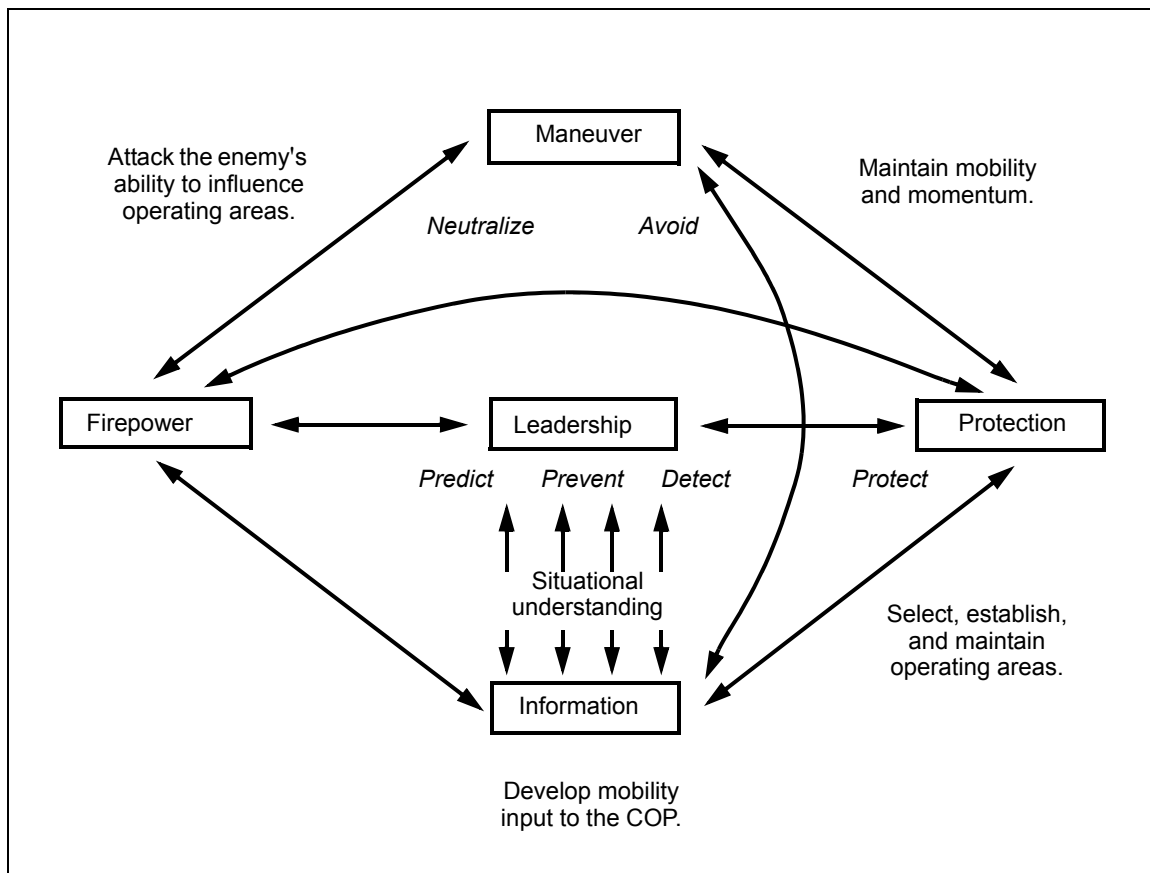 Maneuver
Attack the enemy's
ability to influence
operating areas.
Maintain mobility
and momentum.
Neutralize
Avoid
Firepower
Leadership
Protection
Predict
Prevent
Detect
Protect
Situational
understanding
Select, establish,
and maintain
operating areas.
Information
Develop mobility
input to the COP.